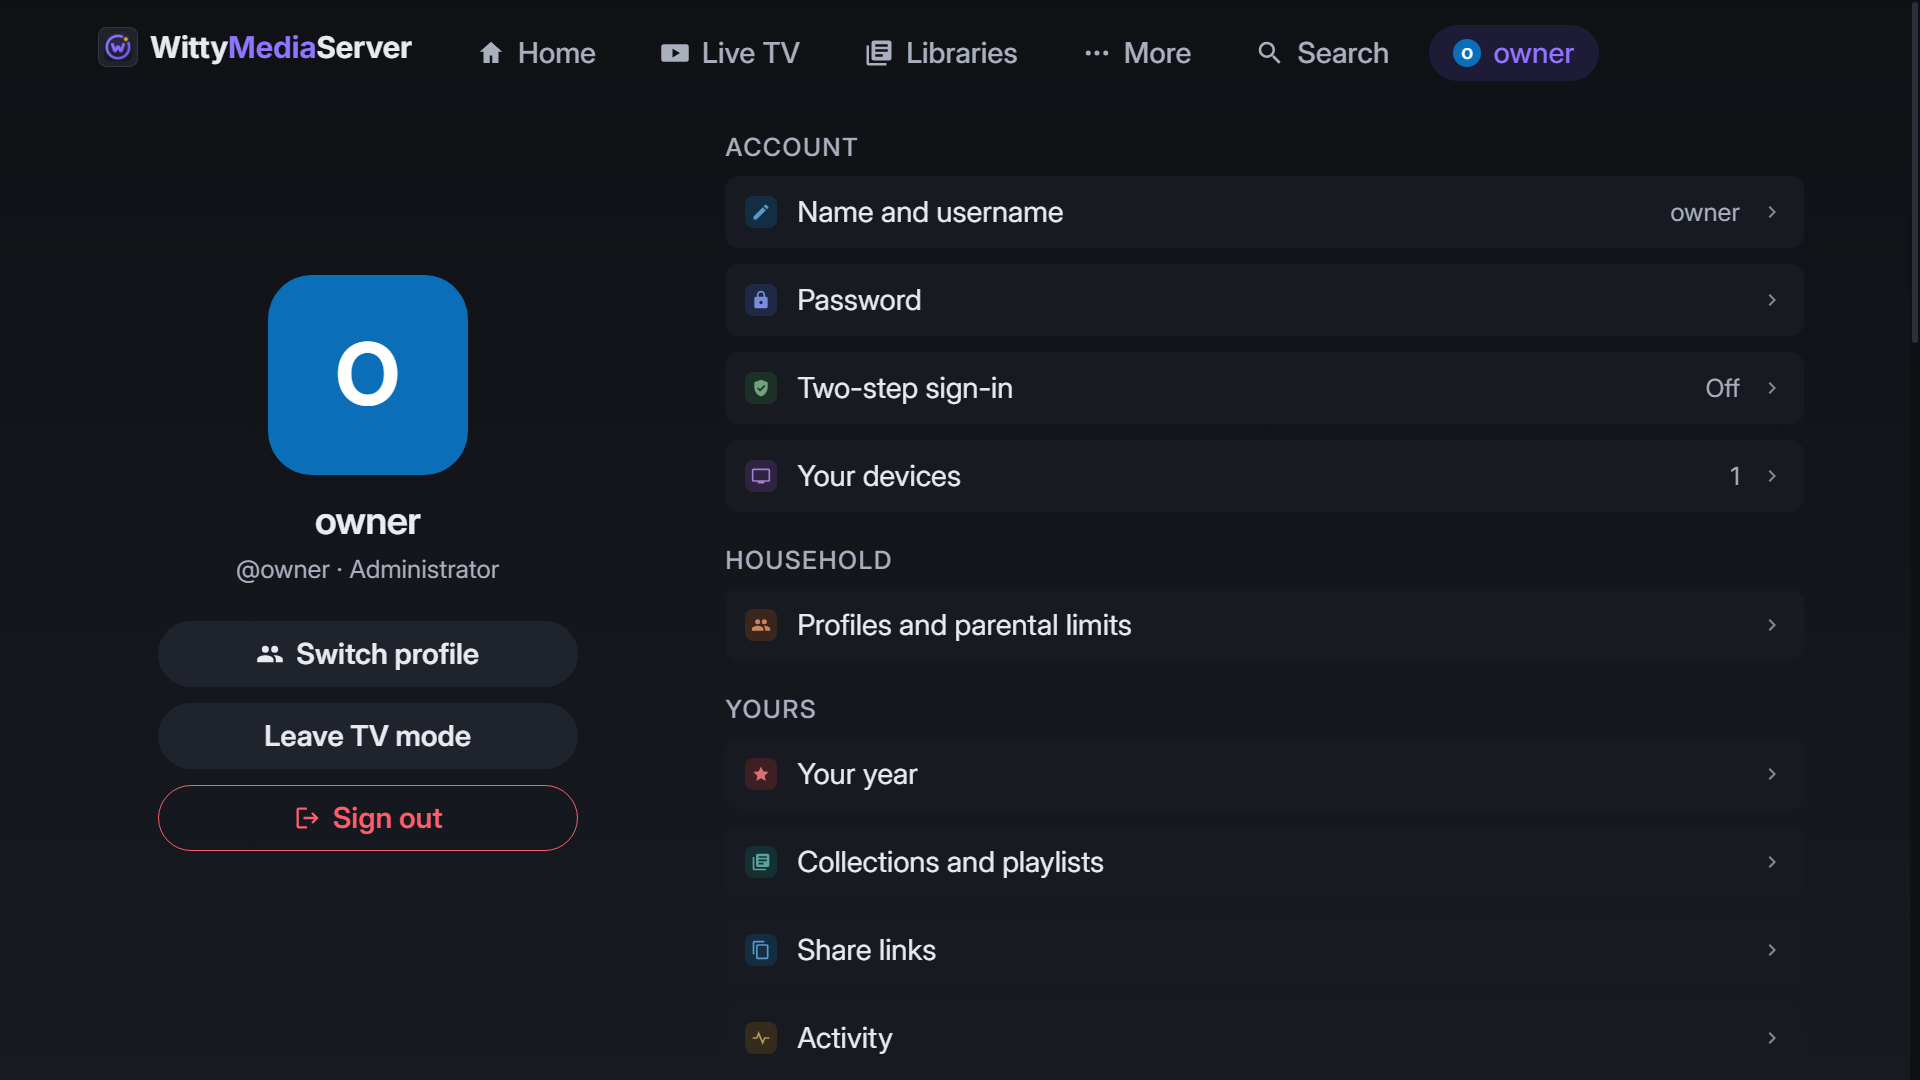 WittyMediaServer
Home
Live TV
Libraries
More
Search
o owner
ACCOUNT
Name and username owner
Password
Two-step sign-in Off
Your devices 1
O
owner
@owner · Administrator
Switch profile
Leave TV mode
Sign out
HOUSEHOLD
Profiles and parental limits
YOURS
Your year
Collections and playlists
Share links
Activity